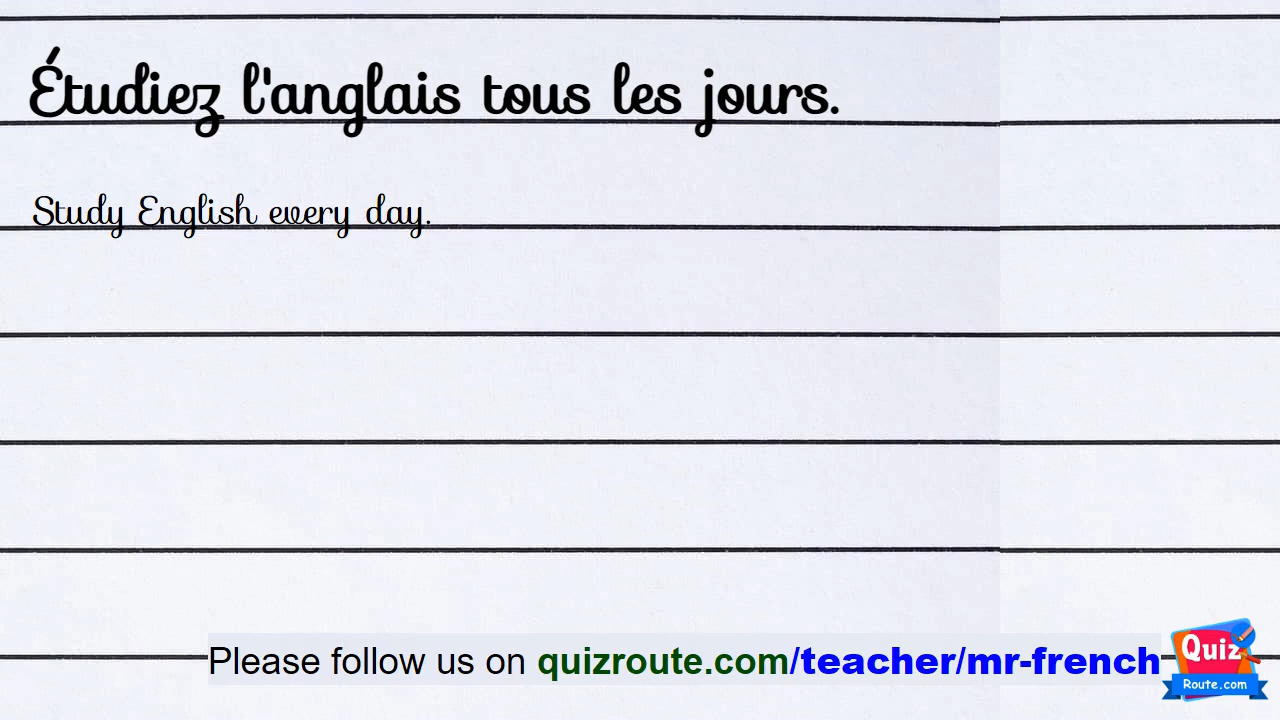 Étudiez l'anglais tous les jours.
Study English every day.
Please follow us on quizroute.com/teacher/mr-french
Quiz
Route.com